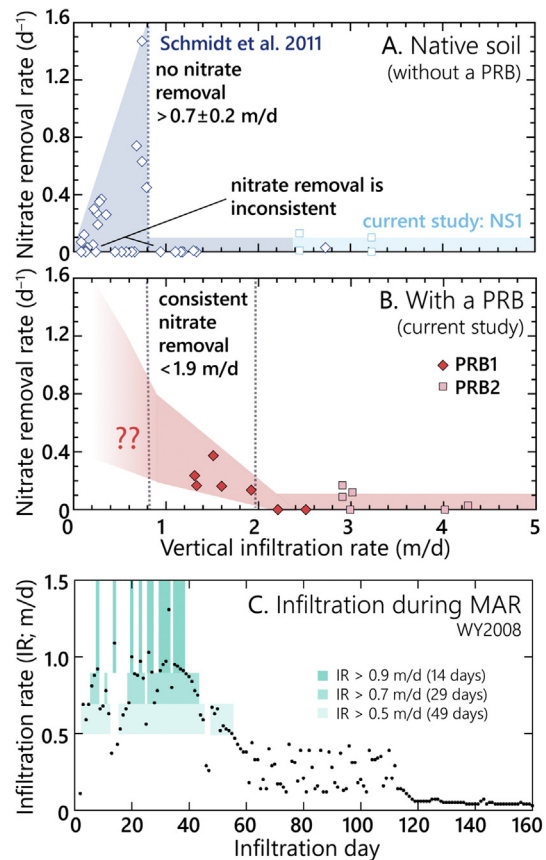 1.6
Schmidt et al. 2011
A. Native soil
no nitrate
(without a PRB)
removal
1.2
>0.7±0.2 m/d
Nitrate removal rate (d⁻¹)
0.8
nitrate removal is
inconsistent
0.4
current study: NS1
0
1.6
consistent
B. With a PRB
nitrate
(current study)
removal
1.2
<1.9 m/d
PRB1
PRB2
Nitrate removal rate (d⁻¹)
0.8
??
0.4
0
0 1 2 3 4 5
Vertical infiltration rate (m/d)
1.5
C. Infiltration during MAR
WY2008
Infiltration rate (IR; m/d)
1.0
IR > 0.9 m/d (14 days)
IR > 0.7 m/d (29 days)
IR > 0.5 m/d (49 days)
0.5
0
0 20 40 60 80 100 120 140 160
Infiltration day